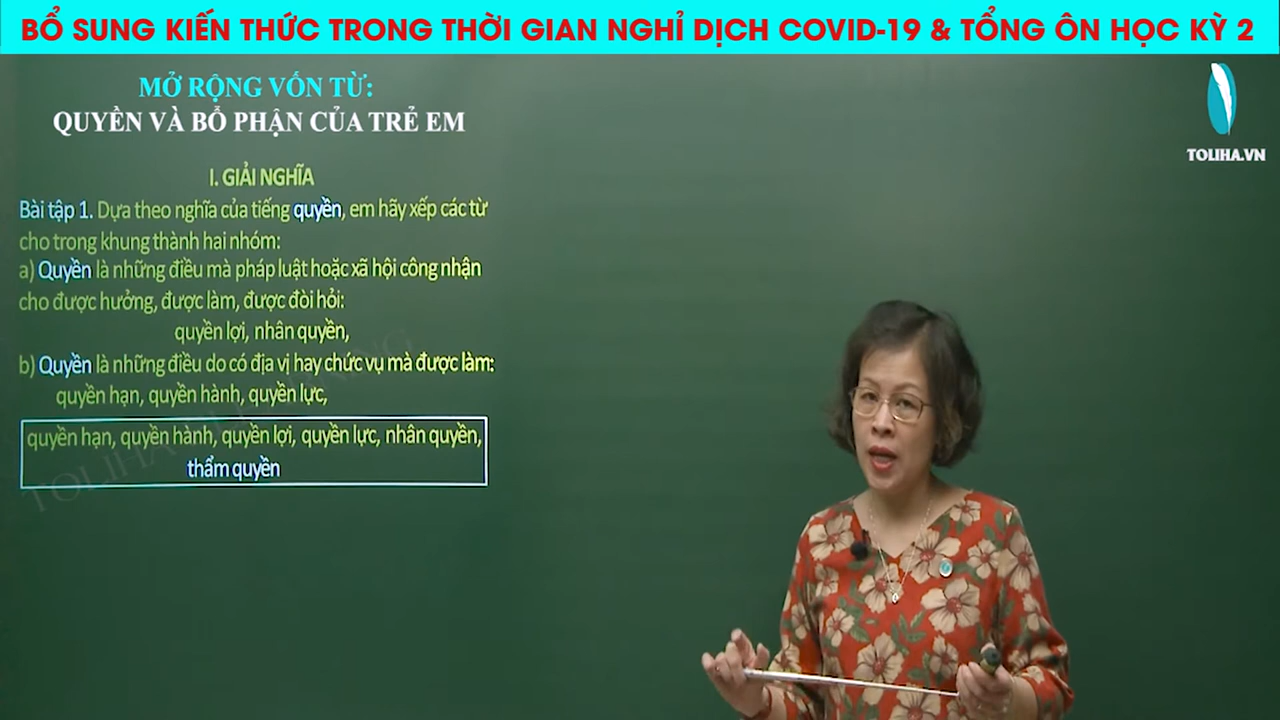 BỔ SUNG KIẾN THỨC TRONG THỜI GIAN NGHỈ DỊCH COVID-19 & TỔNG ÔN HỌC KỲ 2
MỞ RỘNG VỐN TỪ:
QUYỀN VÀ BỔ PHẬN CỦA TRẺ EM
TOLIHA.VN
I. GIẢI NGHĨA
Bài tập 1. Dựa theo nghĩa của tiếng quyền, em hãy xếp các từ
cho trong khung thành hai nhóm:
a) Quyền là những điều mà pháp luật hoặc xã hội công nhận
cho được hưởng, được làm, được đòi hỏi:
quyền lợi, nhân quyền,
b) Quyền là những điều do có địa vị hay chức vụ mà được làm:
quyền hạn, quyền hành, quyền lực,
quyền hạn, quyền hành, quyền lợi, quyền lực, nhân quyền,
thẩm quyền